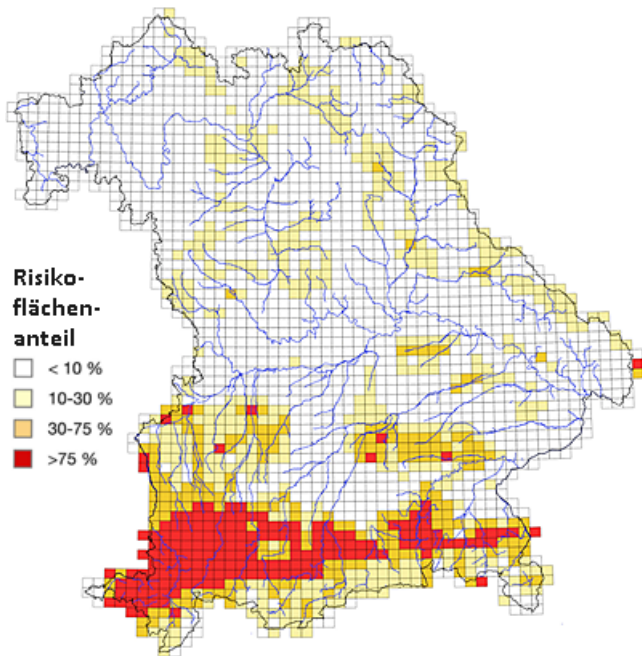 Risiko-
flächen-
anteil
< 10 %
10-30 %
30-75 %
>75 %